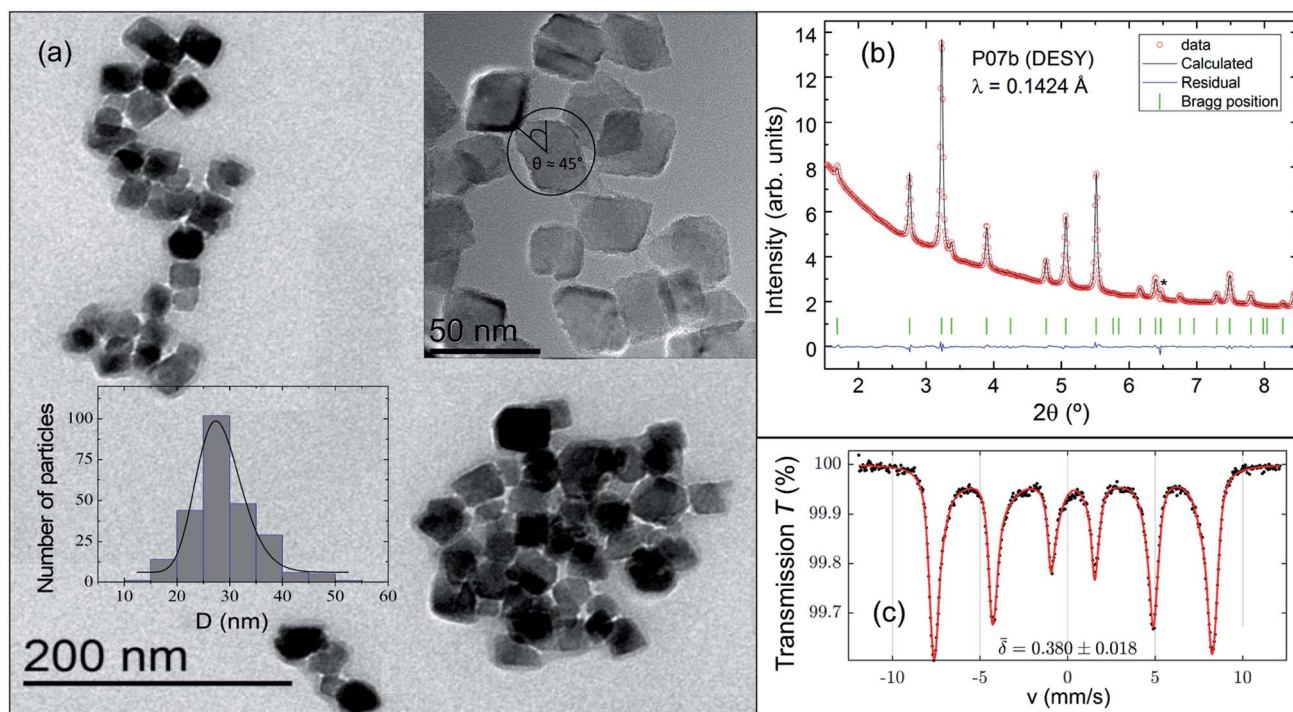 (a)
θ ≈ 45°
50 nm
Number of particles
100
75
50
25
0
10 20 30 40 50 60
D (nm)
200 nm
(b)
P07b (DESY)
λ = 0.1424 Å
data
Calculated
Residual
Bragg position
*
Intensity (arb. units)
14
12
10
8
6
4
2
0
2 3 4 5 6 7 8
2θ (º)
Transmission T (%)
100
99.9
99.8
99.7
(c)
δ̄ = 0.380 ± 0.018
-10 -5 0 5 10
v (mm/s)